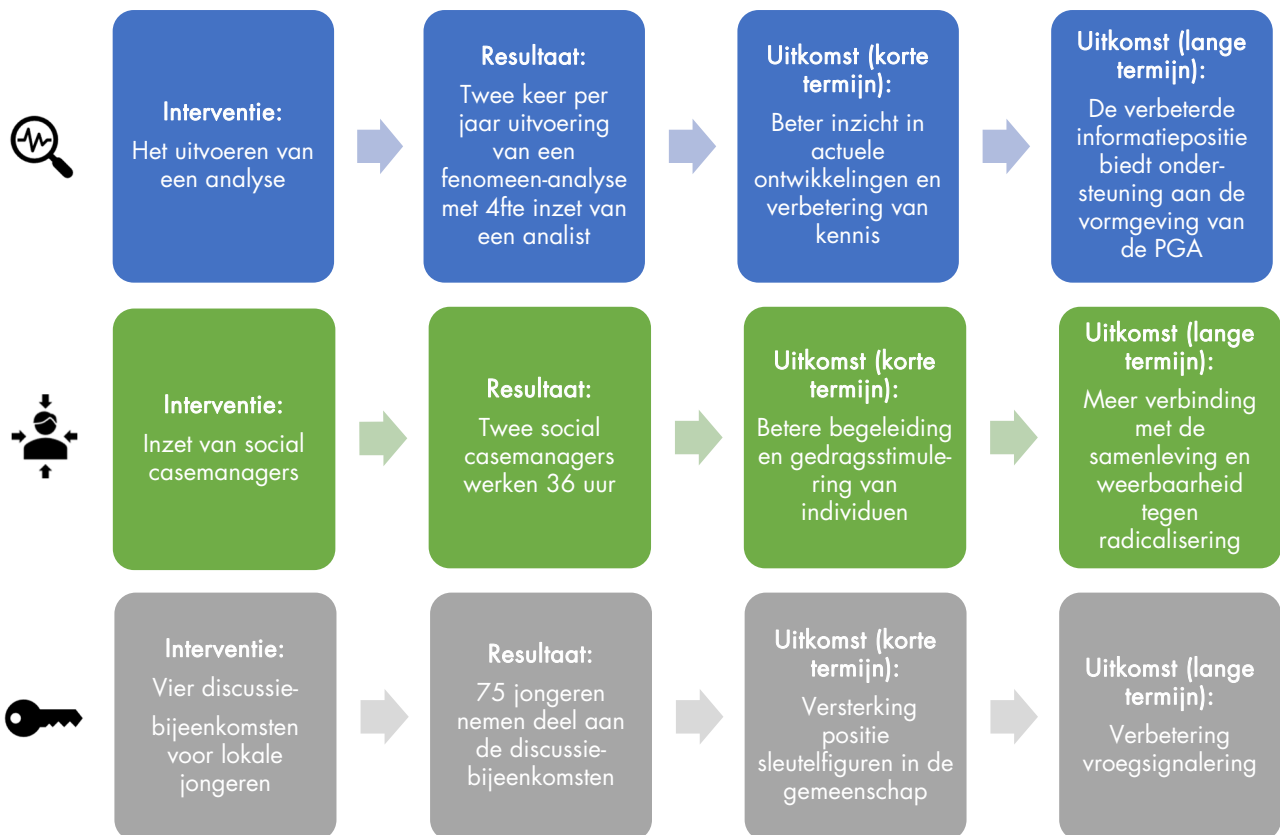 Interventie:
Het uitvoeren van
een analyse
Resultaat:
Twee keer per
jaar uitvoering
van een
fenomeen-analyse
met 4fte inzet van
een analist
Uitkomst (korte
termijn):
Beter inzicht in
actuele
ontwikkelingen en
verbetering van
kennis
Uitkomst (lange
termijn):
De verbeterde
informatiepositie
biedt onder-
steuning aan de
vormgeving van
de PGA
Interventie:
Inzet van social
casemanagers
Resultaat:
Twee social
casemanagers
werken 36 uur
Uitkomst (korte
termijn):
Betere begeleiding
en gedragsstimule-
ring van
individuen
Uitkomst (lange
termijn):
Meer verbinding
met de
samenleving en
weerbaarheid
tegen
radicalisering
Interventie:
Vier discussie-
bijeenkomsten
voor lokale
jongeren
Resultaat:
75 jongeren
nemen deel aan
de discussie-
bijeenkomsten
Uitkomst (korte
termijn):
Versterking
positie
sleutelfiguren in de
gemeenschap
Uitkomst (lange
termijn):
Verbetering
vroegsignalering